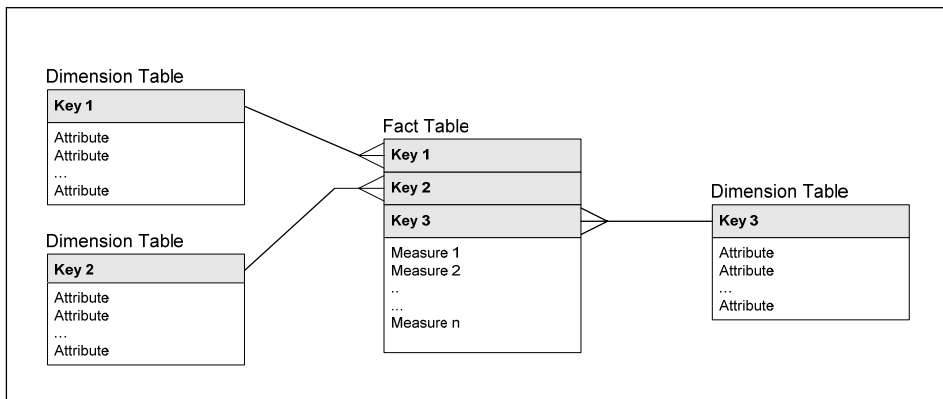 Dimension Table
Key 1
Attribute
Attribute
...
Attribute
Dimension Table
Key 2
Attribute
Attribute
...
Attribute
Fact Table
Key 1
Key 2
Key 3
Measure 1
Measure 2
..
...
Measure n
Dimension Table
Key 3
Attribute
Attribute
...
Attribute